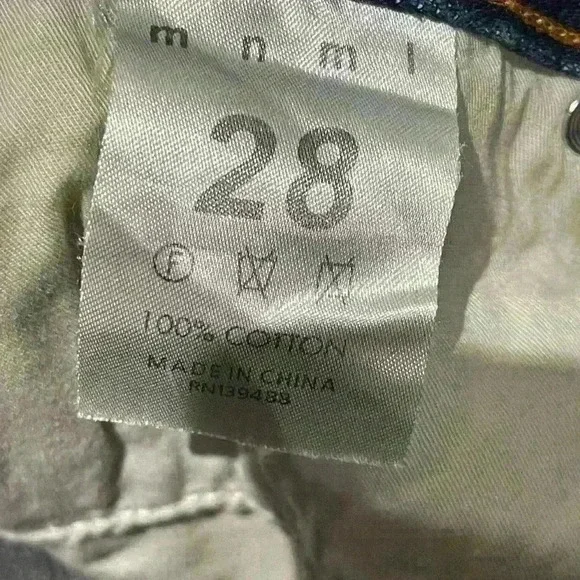 m n m l
28
F
100% COTTON
MADE IN CHINA
RN139488